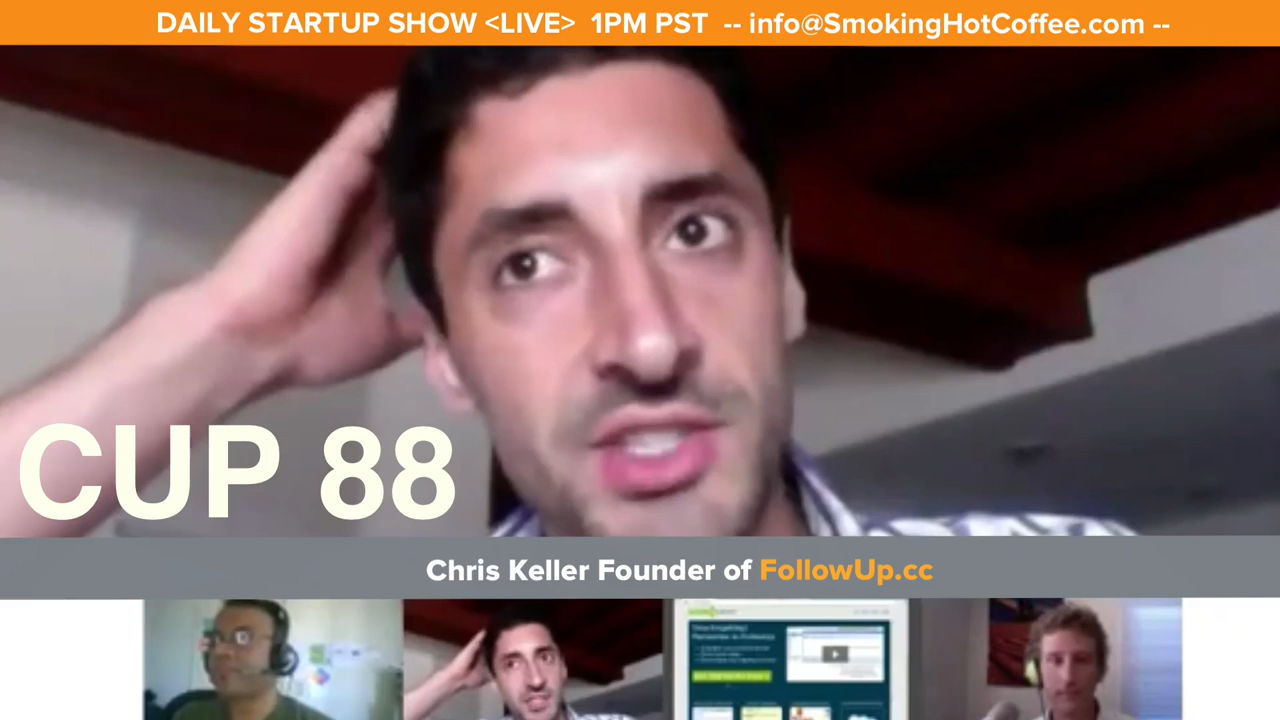 DAILY STARTUP SHOW <LIVE> 1PM PST -- info@SmokingHotCoffee.com --
CUP 88
Chris Keller Founder of FollowUp.cc